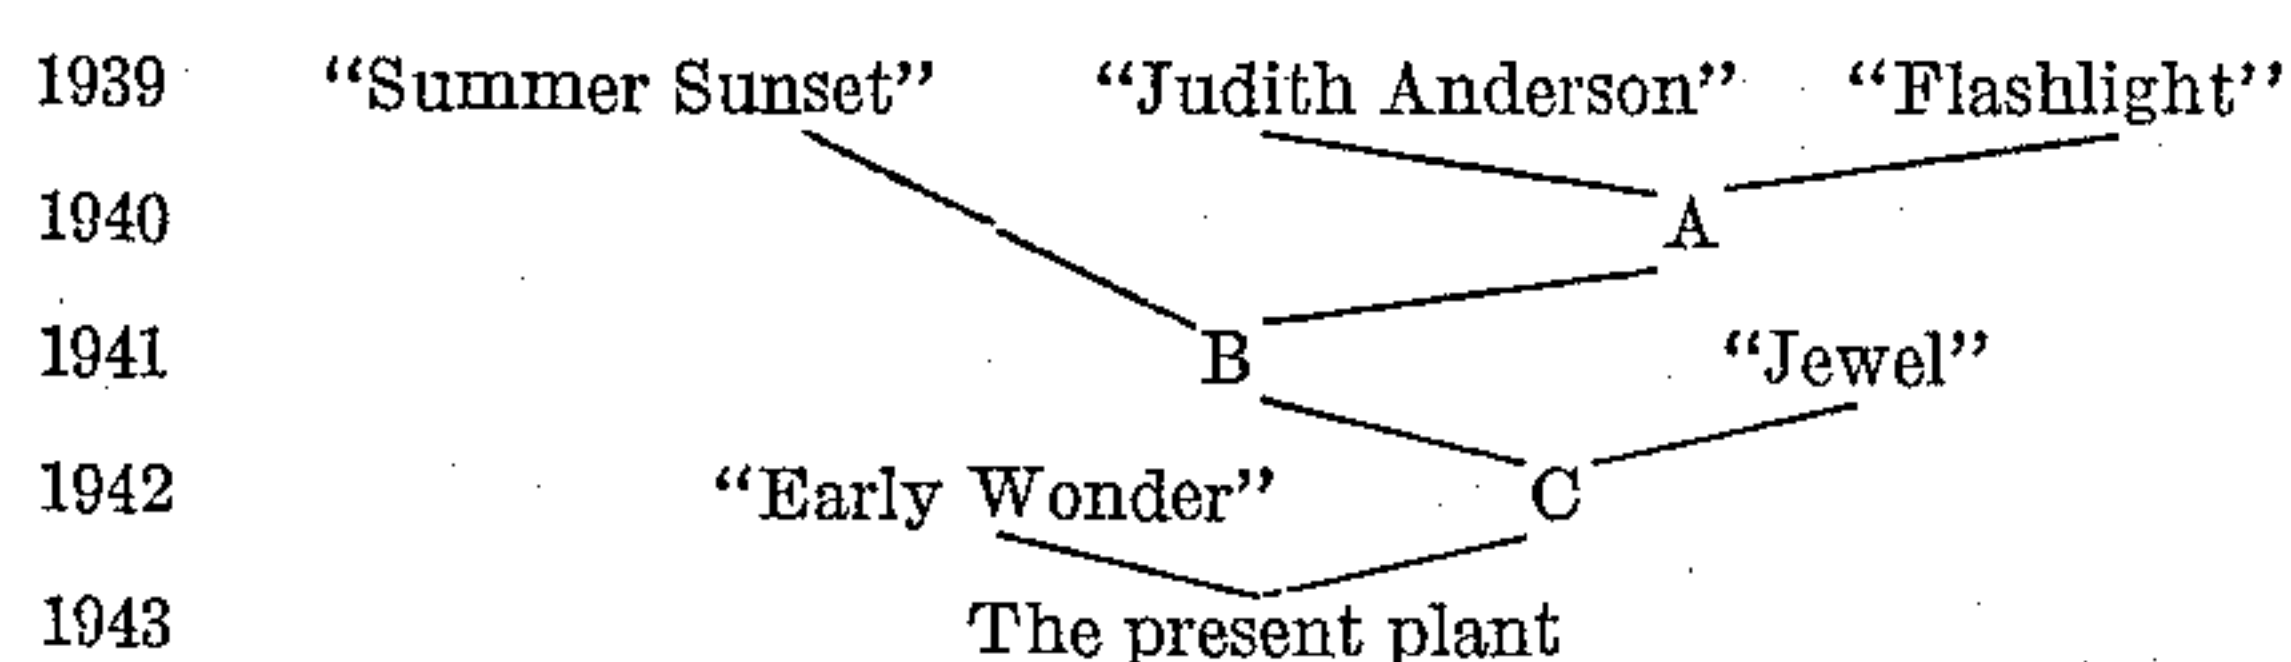 1939 “Summer Sunset” “Judith Anderson” “Flashlight”
1940 A
1941 B “Jewel”
1942 “Early Wonder” C
1943 The present plant